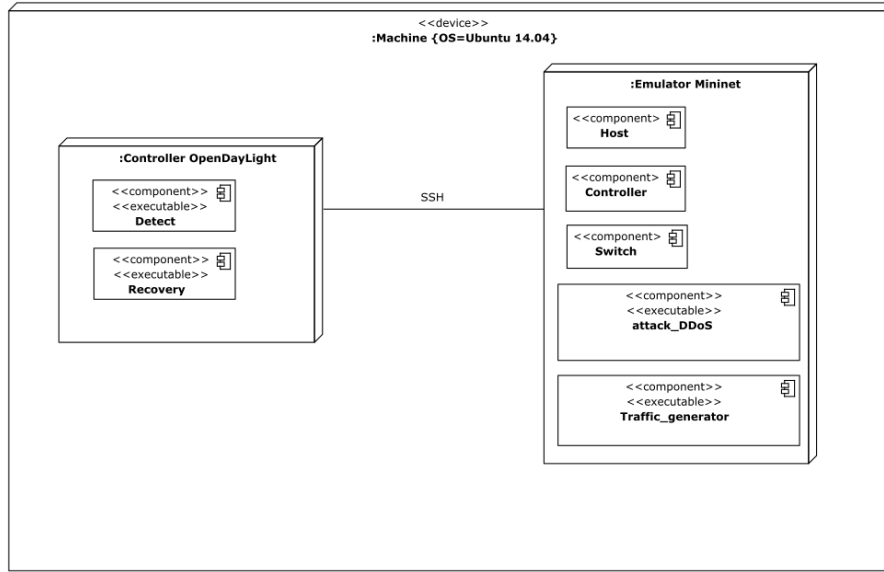 <<device>>
:Machine {OS=Ubuntu 14.04}
:Controller OpenDayLight
<<component>>
<<executable>>
Detect
<<component>>
<<executable>>
Recovery
SSH
:Emulator Mininet
<<component>
Host
<<component>
Controller
<<component>
Switch
<<component>>
<<executable>>
attack_DDoS
<<component>>
<<executable>>
Traffic_generator